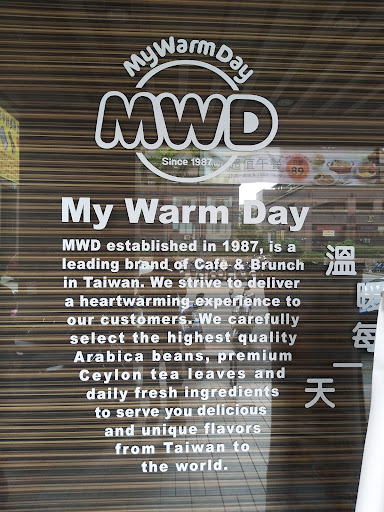 MyWarmDay
MWD
Since 1987
My Warm Day
MWD established in 1987, is a
leading brand of Cafe & Brunch
in Taiwan. We strive to deliver
a heartwarming experience to
our customers. We carefully
select the highest quality
Arabica beans, premium
Ceylon tea leaves and
daily fresh ingredients
to serve you delicious
and unique flavors
from Taiwan to
the world.
溫暖每一天
89